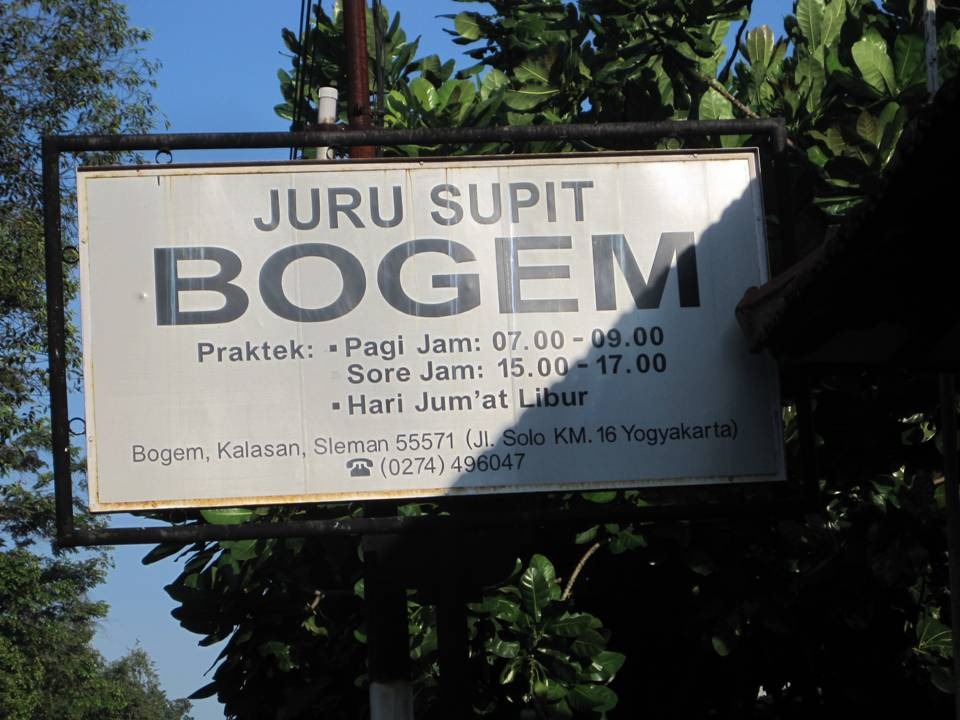 JURU SUPIT
BOGEM
Praktek: ▪ Pagi Jam: 07.00 - 09.00
Sore Jam: 15.00 - 17.00
▪ Hari Jum'at Libur
Bogem, Kalasan, Sleman 55571 (Jl. Solo KM. 16 Yogyakarta)
☎ (0274) 496047